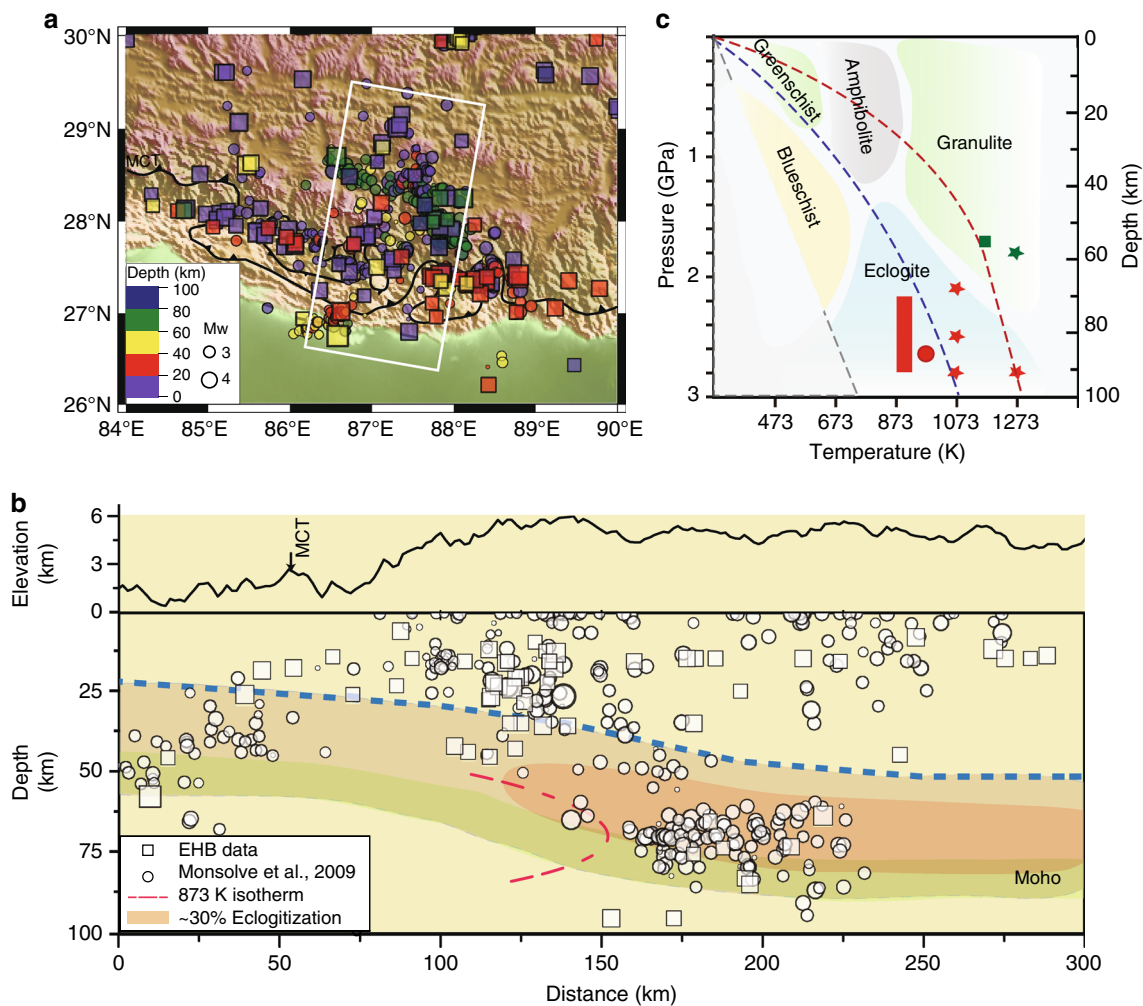 a
30°N
29°N
28°N
27°N
26°N
84°E
85°E
86°E
87°E
88°E
89°E
90°E
MCT
Depth (km)
100
80
60
40
20
0
Mw
3
4
c
Greenschist
Amphibolite
Granulite
Blueschist
Eclogite
Pressure (GPa)
1
2
3
Depth (km)
0
20
40
60
80
100
473
673
873
1073
1273
Temperature (K)
b
Elevation (km)
6
3
0
MCT
Depth (km)
25
50
75
100
Moho
EHB data
Monsolve et al., 2009
873 K isotherm
~30% Eclogitization
0
50
100
150
200
250
300
Distance (km)